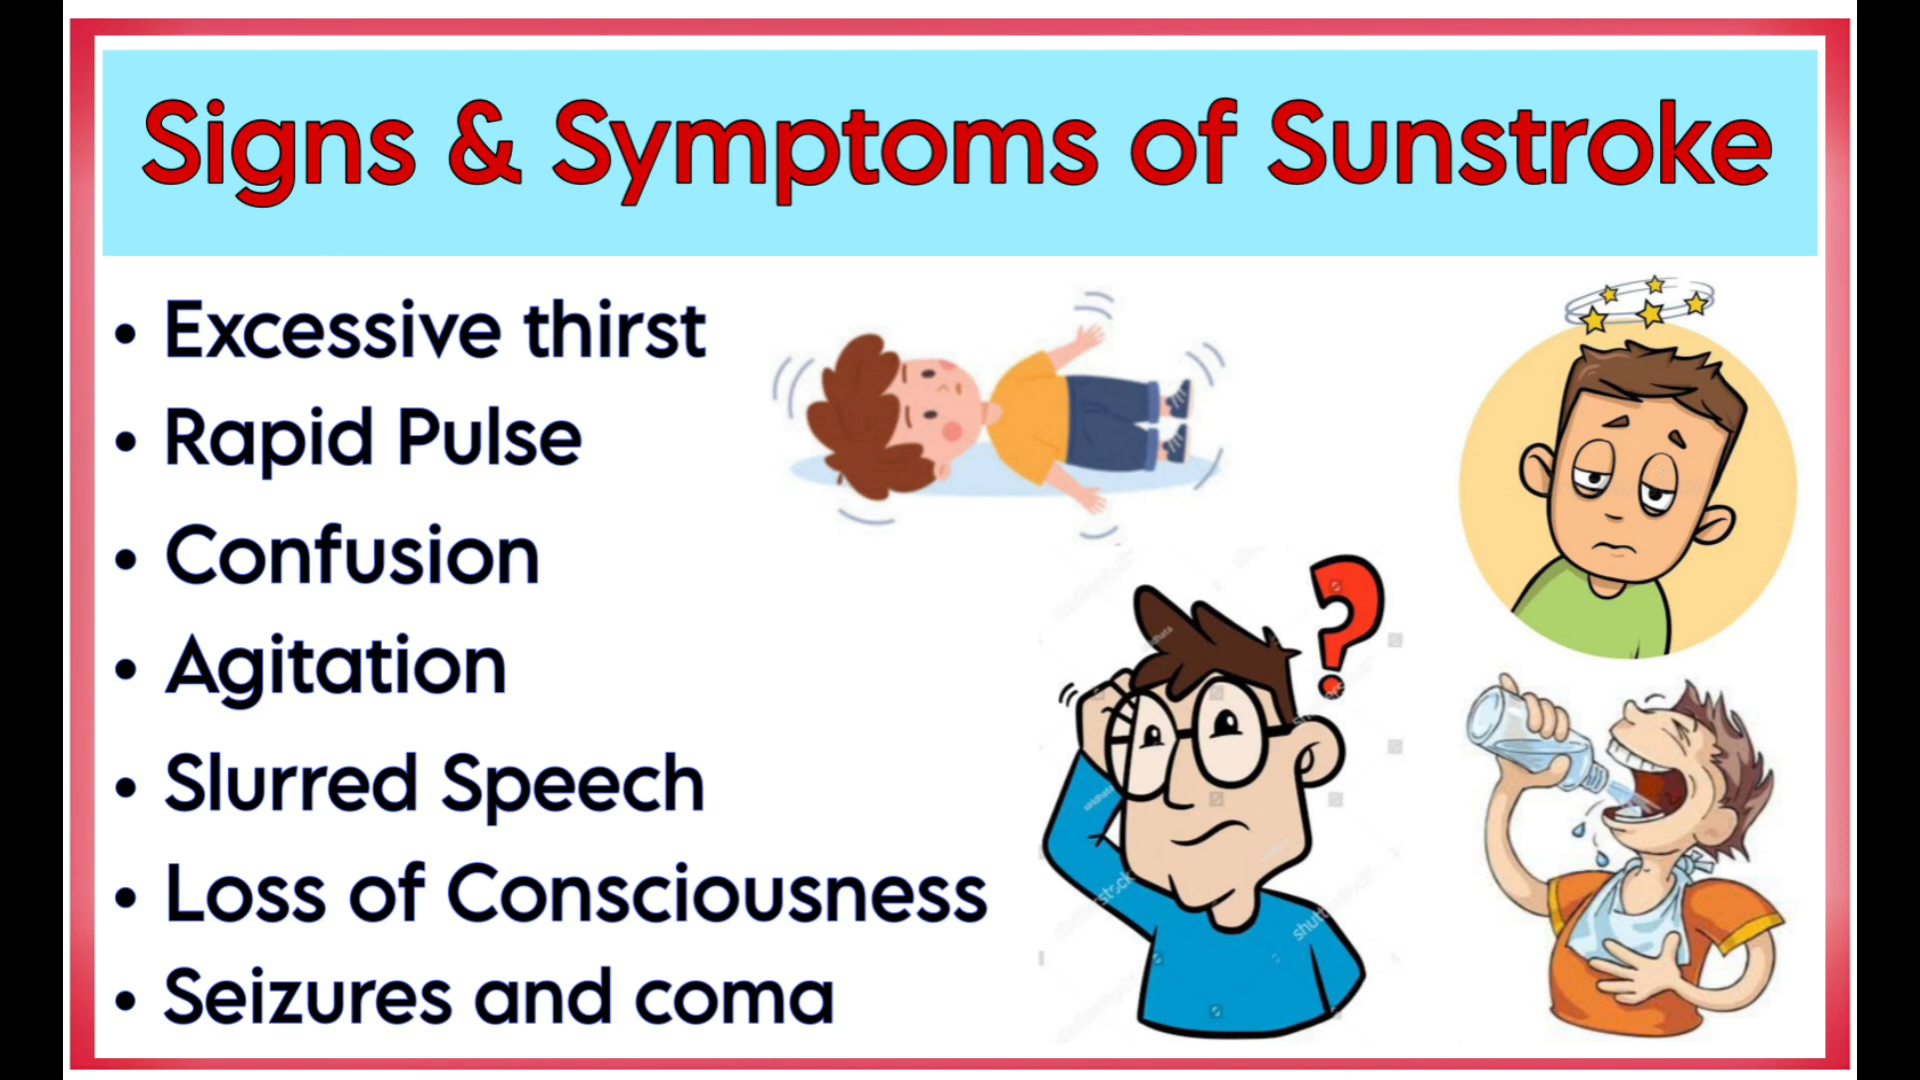 Signs & Symptoms of Sunstroke
• Excessive thirst
• Rapid Pulse
• Confusion
• Agitation
• Slurred Speech
• Loss of Consciousness
• Seizures and coma